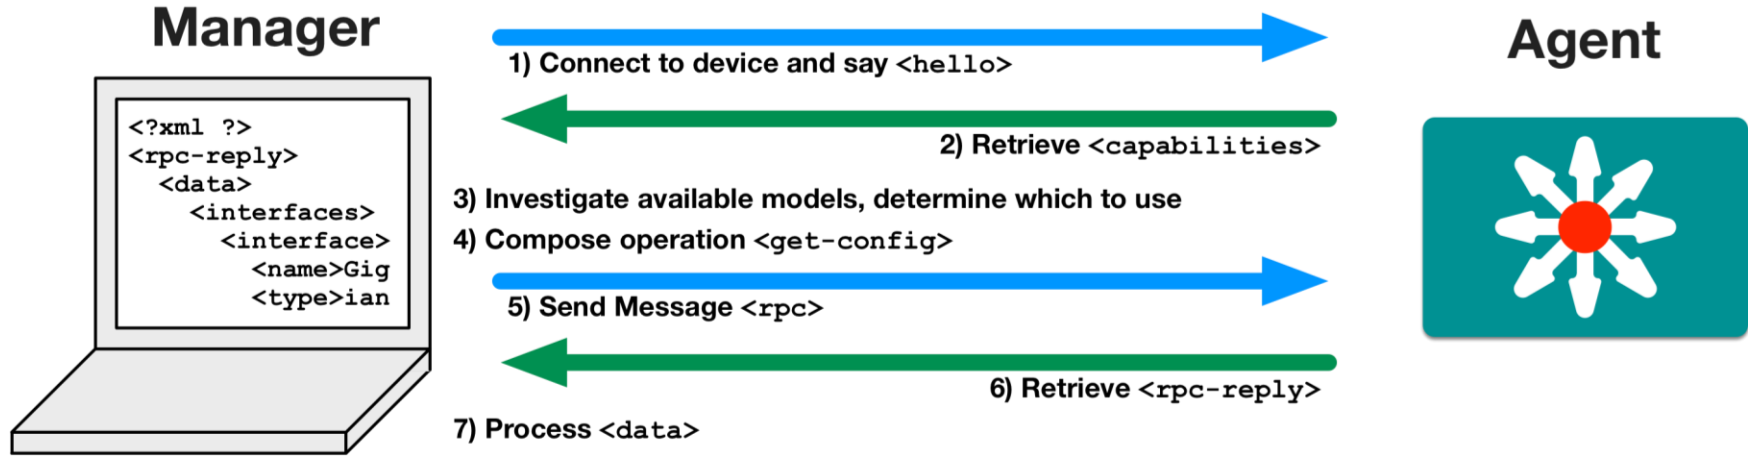 Manager
Agent
<?xml ?>
<rpc-reply>
<data>
<interfaces>
<interface>
<name>Gig
<type>ian
1) Connect to device and say <hello>
2) Retrieve <capabilities>
3) Investigate available models, determine which to use
4) Compose operation <get-config>
5) Send Message <rpc>
6) Retrieve <rpc-reply>
7) Process <data>